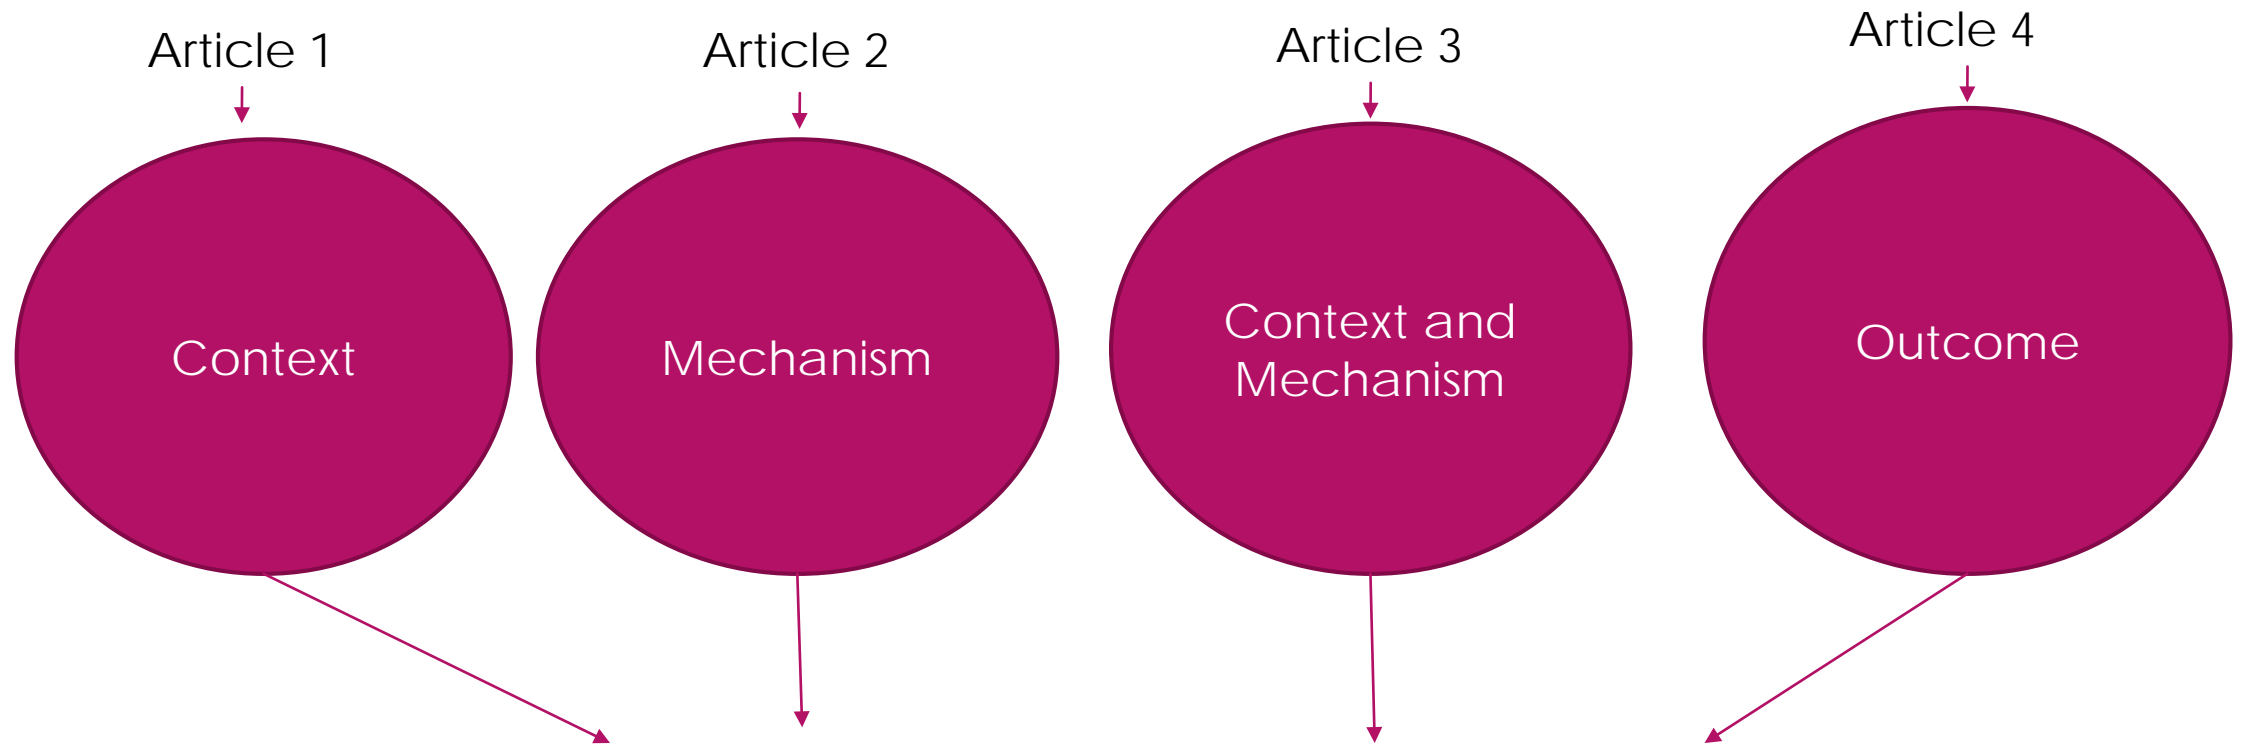 Article 1
Article 2
Article 3
Article 4
Context
Mechanism
Context and
Mechanism
Outcome